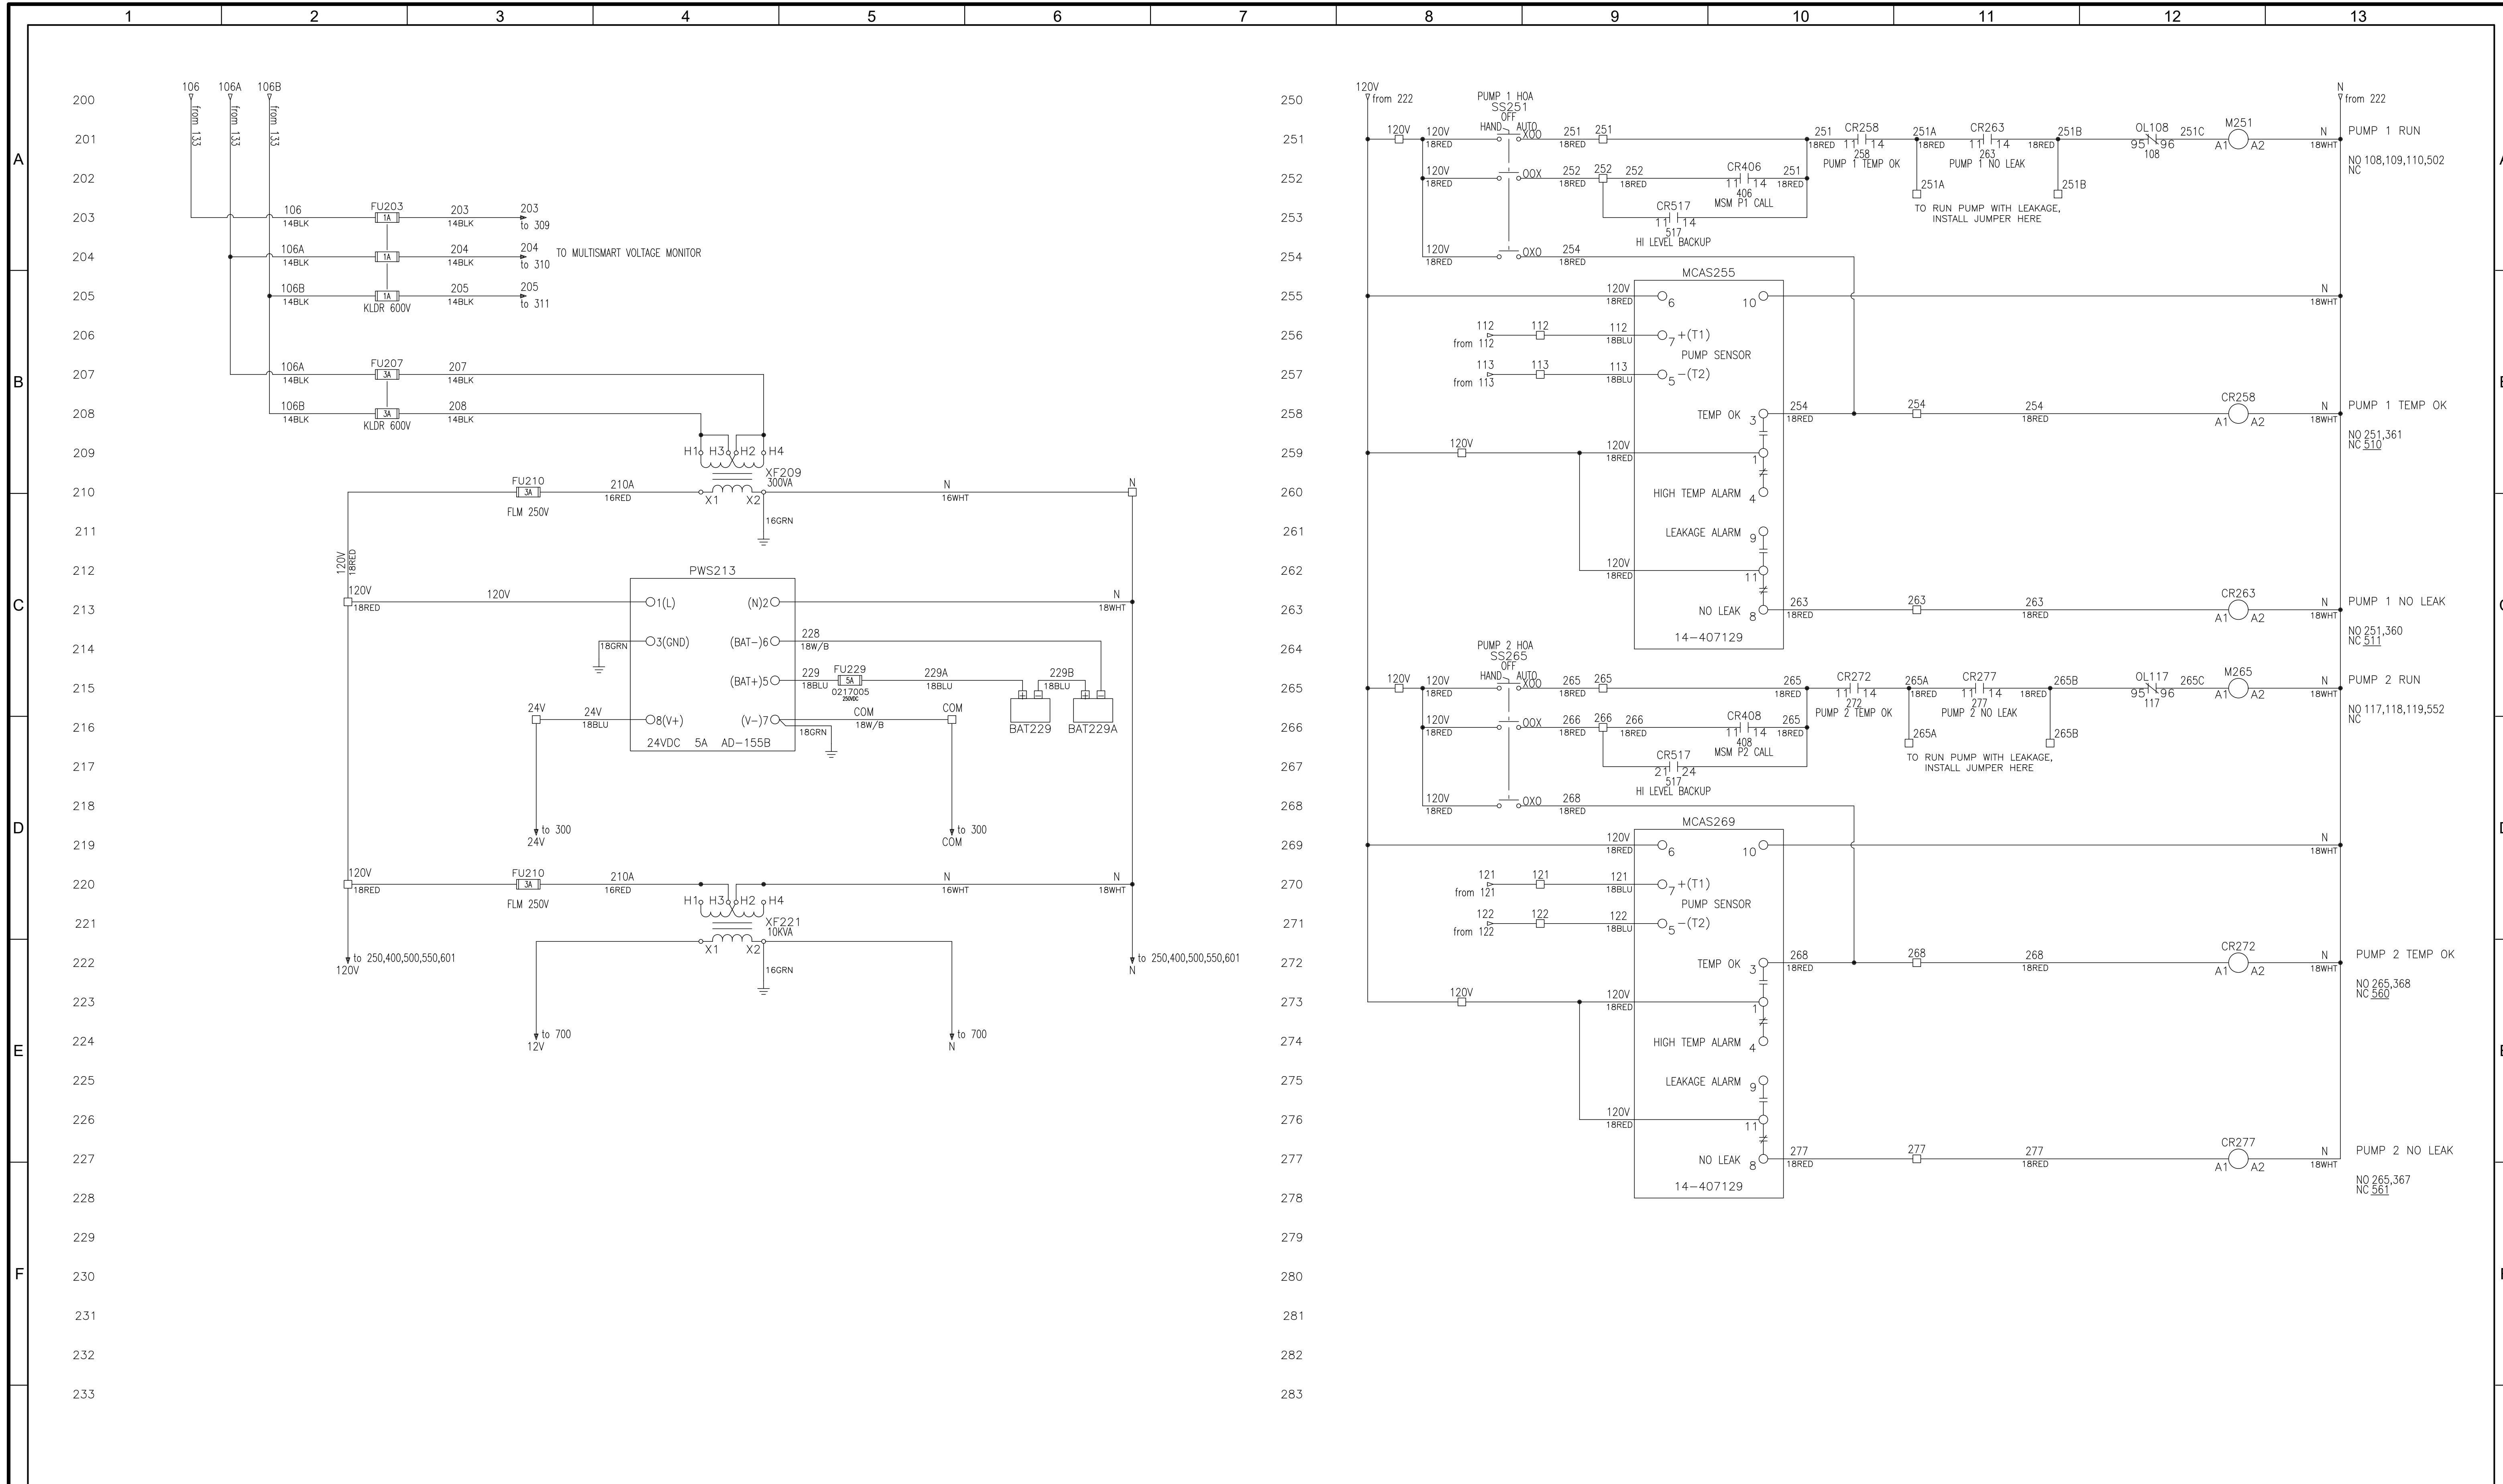 1 2 3 4 5 6 7 8 9 10 11 12 13
A
B
C
D
E
F
200
201
202
203
204
205
206
207
208
209
210
211
212
213
214
215
216
217
218
219
220
221
222
223
224
225
226
227
228
229
230
231
232
233
106 106A 106B
from 133 from 133 from 133
106 FU203 203 203
14BLK 1A 14BLK to 309
106A 204 204 TO MULTISMART VOLTAGE MONITOR
14BLK 1A 14BLK to 310
106B 205 205
14BLK 1A 14BLK to 311
KLDR 600V
106A FU207 207
14BLK 3A 14BLK
106B 208
14BLK 3A 14BLK
KLDR 600V
H1 H3 H2 H4
XF209
300VA
FU210 210A N N
3A 16RED X1 X2 16WHT
FLM 250V
16GRN
120V
18RED
PWS213
120V 120V 1(L) (N)2 N
18RED 18WHT
18GRN 3(GND) (BAT-)6 228
18W/B
(BAT+)5 229 FU229 229A 229B
18BLU 5A 18BLU 18BLU
0217005
250VDC
24V 24V 8(V+) (V-)7 COM COM
18BLU 18GRN 18W/B
BAT229 BAT229A
24VDC 5A AD-155B
to 300 to 300
24V COM
120V FU210 210A N N
18RED 3A 16RED 16WHT 18WHT
FLM 250V
H1 H3 H2 H4
XF221
10KVA
X1 X2
16GRN
to 250,400,500,550,601
120V
to 250,400,500,550,601
N
to 700 to 700
12V N
250
251
252
253
254
255
256
257
258
259
260
261
262
263
264
265
266
267
268
269
270
271
272
273
274
275
276
277
278
279
280
281
282
283
120V
from 222
N
from 222
PUMP 1 HOA
SS251
OFF
HAND AUTO
120V 120V XOO 251 251 251 CR258 251A CR263 251B OL108 251C M251 N PUMP 1 RUN
18RED 18RED 18RED 11 14 18RED 11 14 18RED 95 96 A1 A2 18WHT
258 263 108
PUMP 1 TEMP OK PUMP 1 NO LEAK
NO 108,109,110,502
NC
120V OOX 252 252 252 CR406 251
18RED 18RED 18RED 11 14 18RED
406
MSM P1 CALL
251A 251B
TO RUN PUMP WITH LEAKAGE,
INSTALL JUMPER HERE
CR517
11 14
517
HI LEVEL BACKUP
120V OXO 254
18RED 18RED
MCAS255
120V 6 10 N
18RED 18WHT
112 112 112 7 +(T1)
from 112 18BLU
PUMP SENSOR
113 113 113 5 -(T2)
from 113 18BLU
TEMP OK 3 254 254 254 CR258 N PUMP 1 TEMP OK
18RED 18RED A1 A2 18WHT
NO 251,361
NC 510
120V 120V 1
18RED
HIGH TEMP ALARM 4
LEAKAGE ALARM 9
120V 11
18RED
NO LEAK 8 263 263 263 CR263 N PUMP 1 NO LEAK
18RED 18RED A1 A2 18WHT
NO 251,360
NC 511
14-407129
PUMP 2 HOA
SS265
OFF
HAND AUTO
120V 120V XOO 265 265 265 CR272 265A CR277 265B OL117 265C M265 N PUMP 2 RUN
18RED 18RED 18RED 11 14 18RED 11 14 18RED 95 96 A1 A2 18WHT
272 277 117
PUMP 2 TEMP OK PUMP 2 NO LEAK
NO 117,118,119,552
NC
120V OOX 266 266 266 CR408 265
18RED 18RED 18RED 11 14 18RED
408
MSM P2 CALL
265A 265B
TO RUN PUMP WITH LEAKAGE,
INSTALL JUMPER HERE
CR517
21 24
517
HI LEVEL BACKUP
120V OXO 268
18RED 18RED
MCAS269
120V 6 10 N
18RED 18WHT
121 121 121 7 +(T1)
from 121 18BLU
PUMP SENSOR
122 122 122 5 -(T2)
from 122 18BLU
TEMP OK 3 268 268 268 CR272 N PUMP 2 TEMP OK
18RED 18RED A1 A2 18WHT
NO 265,368
NC 560
120V 120V 1
18RED
HIGH TEMP ALARM 4
LEAKAGE ALARM 9
120V 11
18RED
NO LEAK 8 277 277 277 CR277 N PUMP 2 NO LEAK
18RED 18RED A1 A2 18WHT
NO 265,367
NC 561
14-407129